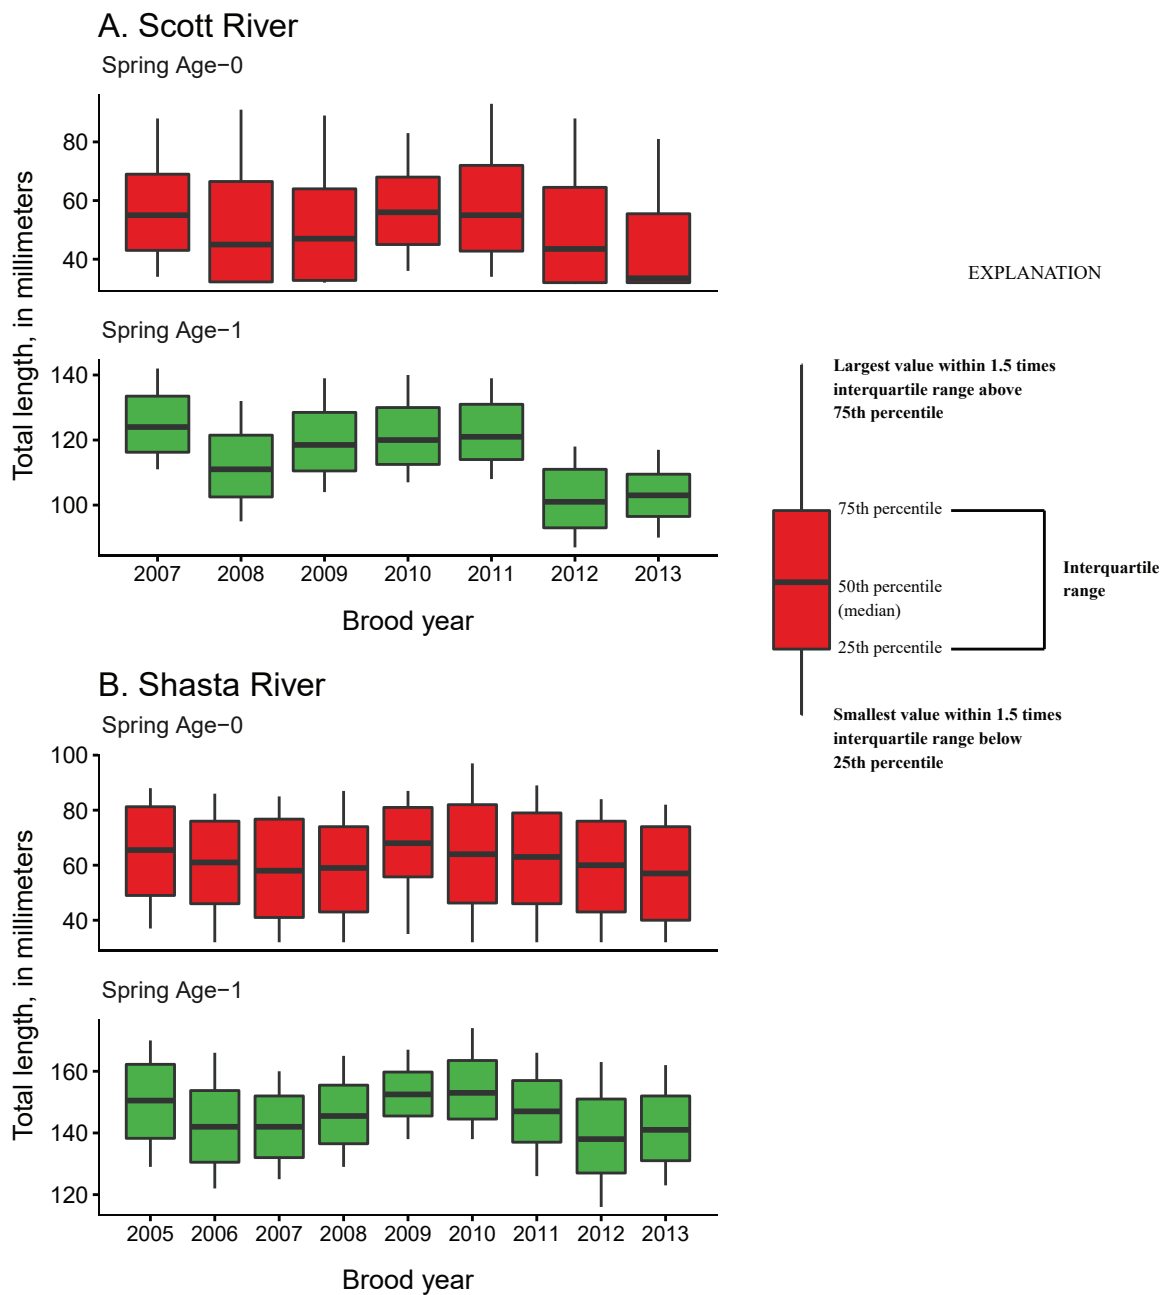 A. Scott River
Spring Age−0
80
60
40
Spring Age−1
140
120
100
Total length, in millimeters
2007 2008 2009 2010 2011 2012 2013
Brood year
EXPLANATION
Largest value within 1.5 times
interquartile range above
75th percentile
75th percentile
50th percentile
(median)
25th percentile
Interquartile
range
Smallest value within 1.5 times
interquartile range below
25th percentile
B. Shasta River
Spring Age−0
100
80
60
40
Spring Age−1
160
140
120
Total length, in millimeters
2005 2006 2007 2008 2009 2010 2011 2012 2013
Brood year